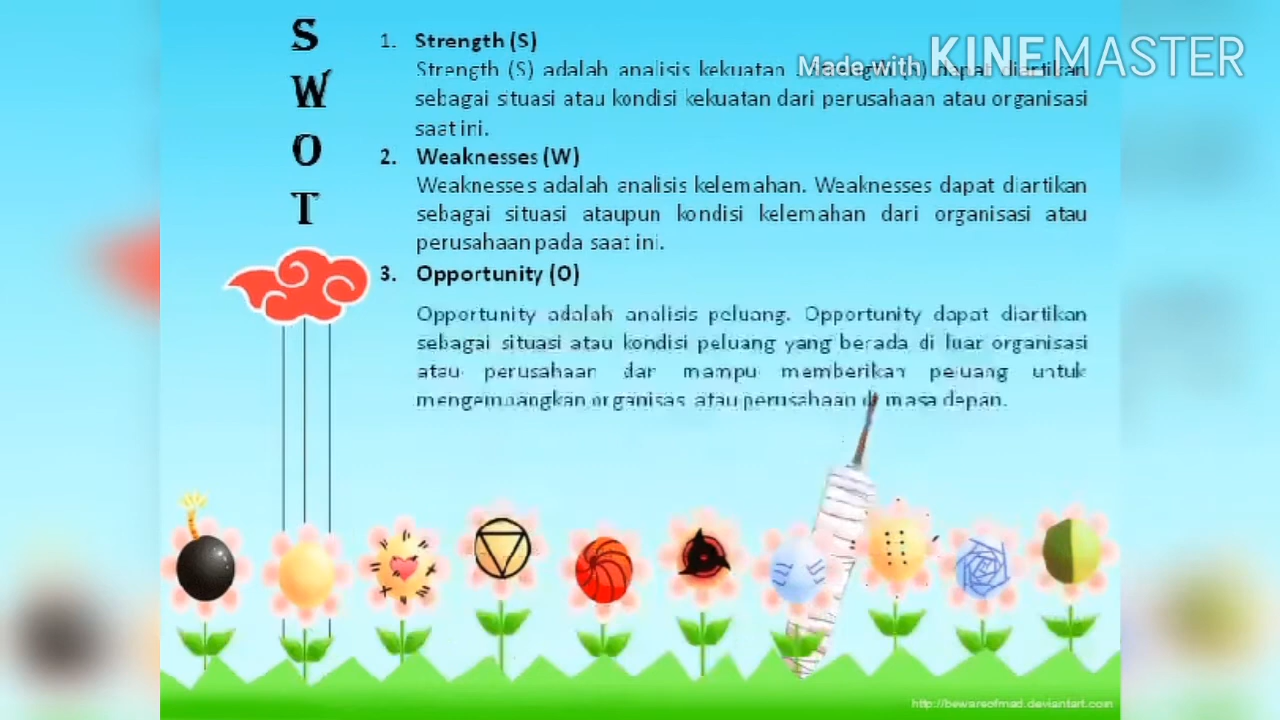 S
W
O
T
1. Strength (S)
Strength (S) adalah analisis kekuatan dapat diartikan
sebagai situasi atau kondisi kekuatan dari perusahaan atau organisasi
saat ini.
2. Weaknesses (W)
Weaknesses adalah analisis kelemahan. Weaknesses dapat diartikan
sebagai situasi ataupun kondisi kelemahan dari organisasi atau
perusahaan pada saat ini.
3. Opportunity (O)
Opportunity adalah analisis peluang. Opportunity dapat diartikan
sebagai situasi atau kondisi peluang yang berada di luar organisasi
atau perusahaan dan mampu memberikan peluang untuk
mengembangkan organisasi atau perusahaan di masa depan.
Made with KINEMASTER
http://bewareofmad.deviantart.com